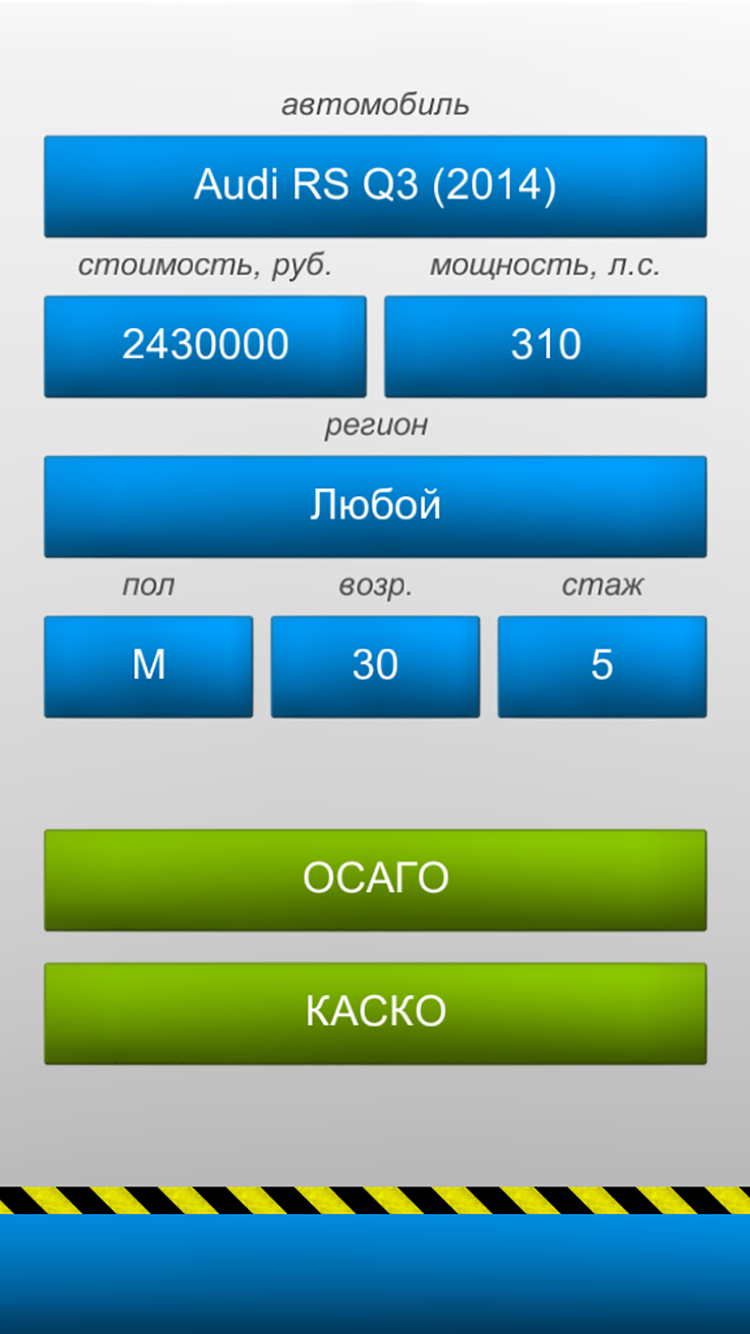 автомобиль
Audi RS Q3 (2014)
стоимость, руб. мощность, л.с.
2430000 310
регион
Любой
пол возр. стаж
М 30 5
ОСАГО
КАСКО